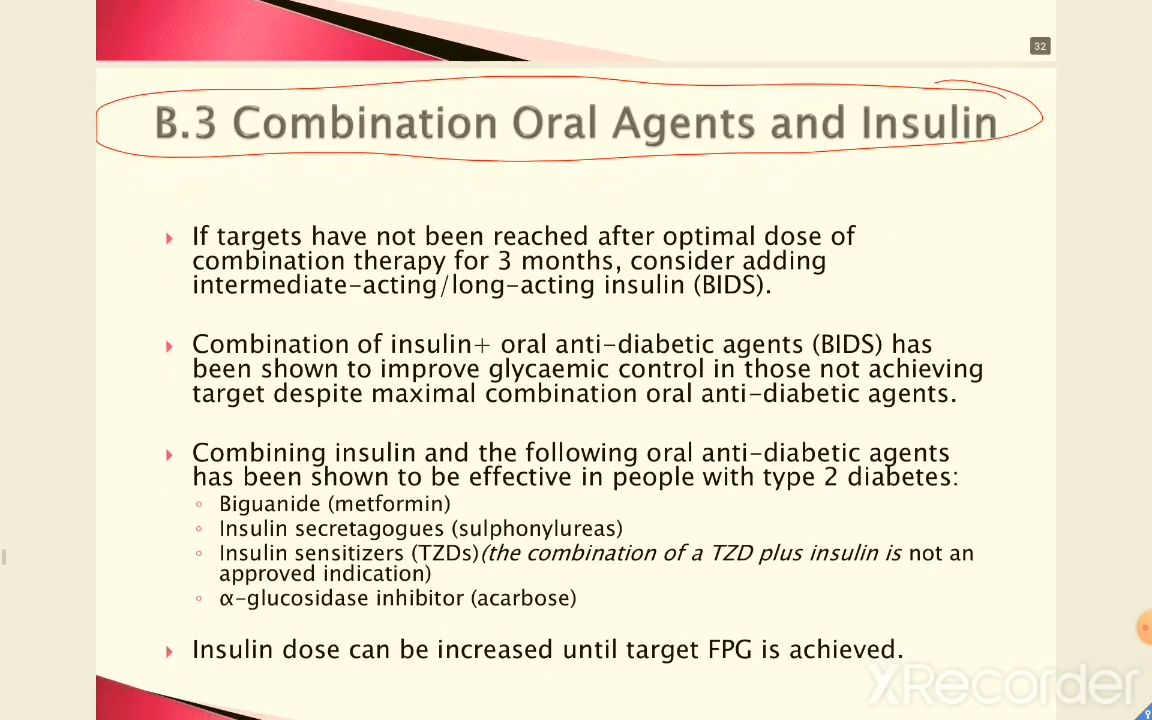 32
B.3 Combination Oral Agents and Insulin
If targets have not been reached after optimal dose of
combination therapy for 3 months, consider adding
intermediate-acting/long-acting insulin (BIDS).
Combination of insulin+ oral anti-diabetic agents (BIDS) has
been shown to improve glycaemic control in those not achieving
target despite maximal combination oral anti-diabetic agents.
Combining insulin and the following oral anti-diabetic agents
has been shown to be effective in people with type 2 diabetes:
Biguanide (metformin)
Insulin secretagogues (sulphonylureas)
Insulin sensitizers (TZDs)(the combination of a TZD plus insulin is not an
approved indication)
α-glucosidase inhibitor (acarbose)
Insulin dose can be increased until target FPG is achieved.
XRecorder